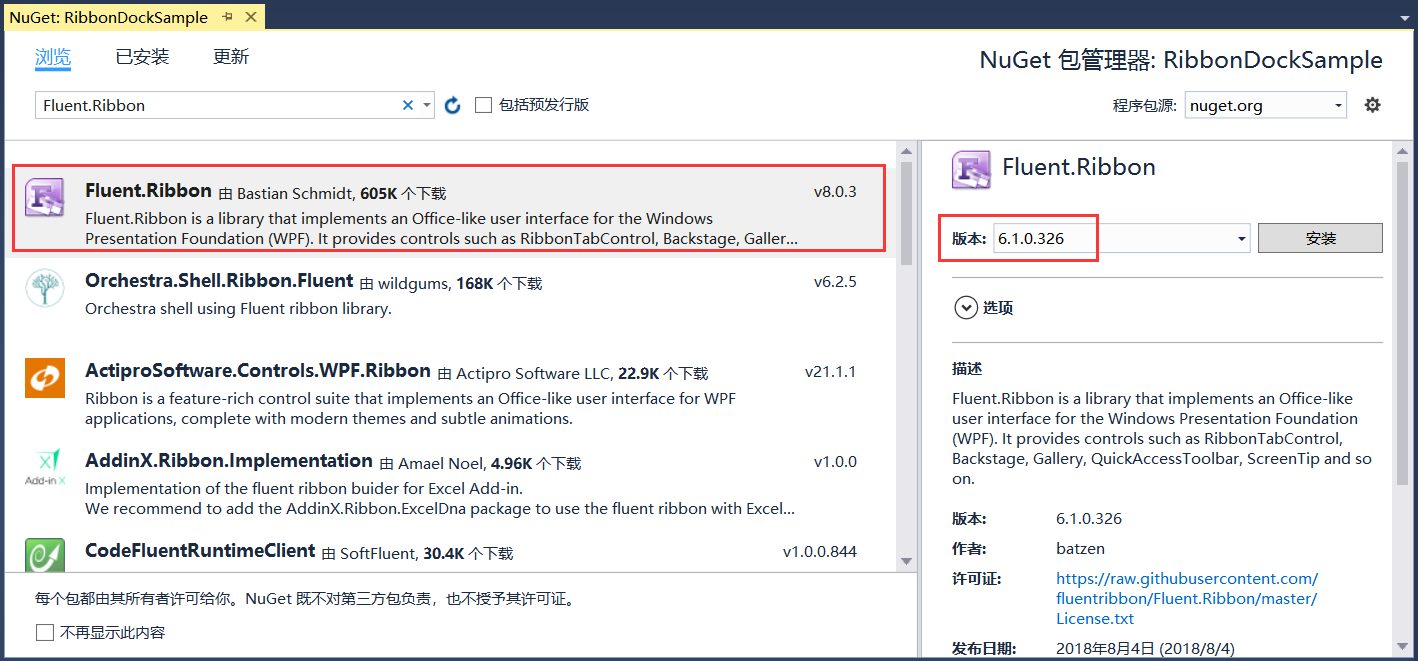 NuGet: RibbonDockSample
浏览 已安装 更新
NuGet 包管理器: RibbonDockSample
Fluent.Ribbon
包括预发行版
程序包源: nuget.org
Fluent.Ribbon 由 Bastian Schmidt, 605K 个下载 v8.0.3
Fluent.Ribbon is a library that implements an Office-like user interface for the Windows
Presentation Foundation (WPF). It provides controls such as RibbonTabControl, Backstage, Galler...
Orchestra.Shell.Ribbon.Fluent 由 wildgums, 168K 个下载 v6.2.5
Orchestra shell using Fluent ribbon library.
ActiproSoftware.Controls.WPF.Ribbon 由 Actipro Software LLC, 22.9K 个下载 v21.1.1
Ribbon is a feature-rich control suite that implements an Office-like user interface for WPF
applications, complete with modern themes and subtle animations.
Add-in X
AddinX.Ribbon.Implementation 由 Amael Noel, 4.96K 个下载 v1.0.0
Implementation of the fluent ribbon buider for Excel Add-in.
We recommend to add the AddinX.Ribbon.ExcelDna package to use the fluent ribbon with Excel...
CodeFluentRuntimeClient 由 SoftFluent, 30.4K 个下载 v1.0.0.844
每个包都由其所有者许可给你。NuGet 既不对第三方包负责，也不授予其许可证。
不再显示此内容
Fluent.Ribbon
版本: 6.1.0.326 安装
选项
描述
Fluent.Ribbon is a library that implements an Office-like
user interface for the Windows Presentation Foundation
(WPF). It provides controls such as RibbonTabControl,
Backstage, Gallery, QuickAccessToolbar, ScreenTip and so
on.
版本: 6.1.0.326
作者: batzen
许可证: https://raw.githubusercontent.com/
fluentribbon/Fluent.Ribbon/master/
License.txt
发布日期: 2018年8月4日 (2018/8/4)